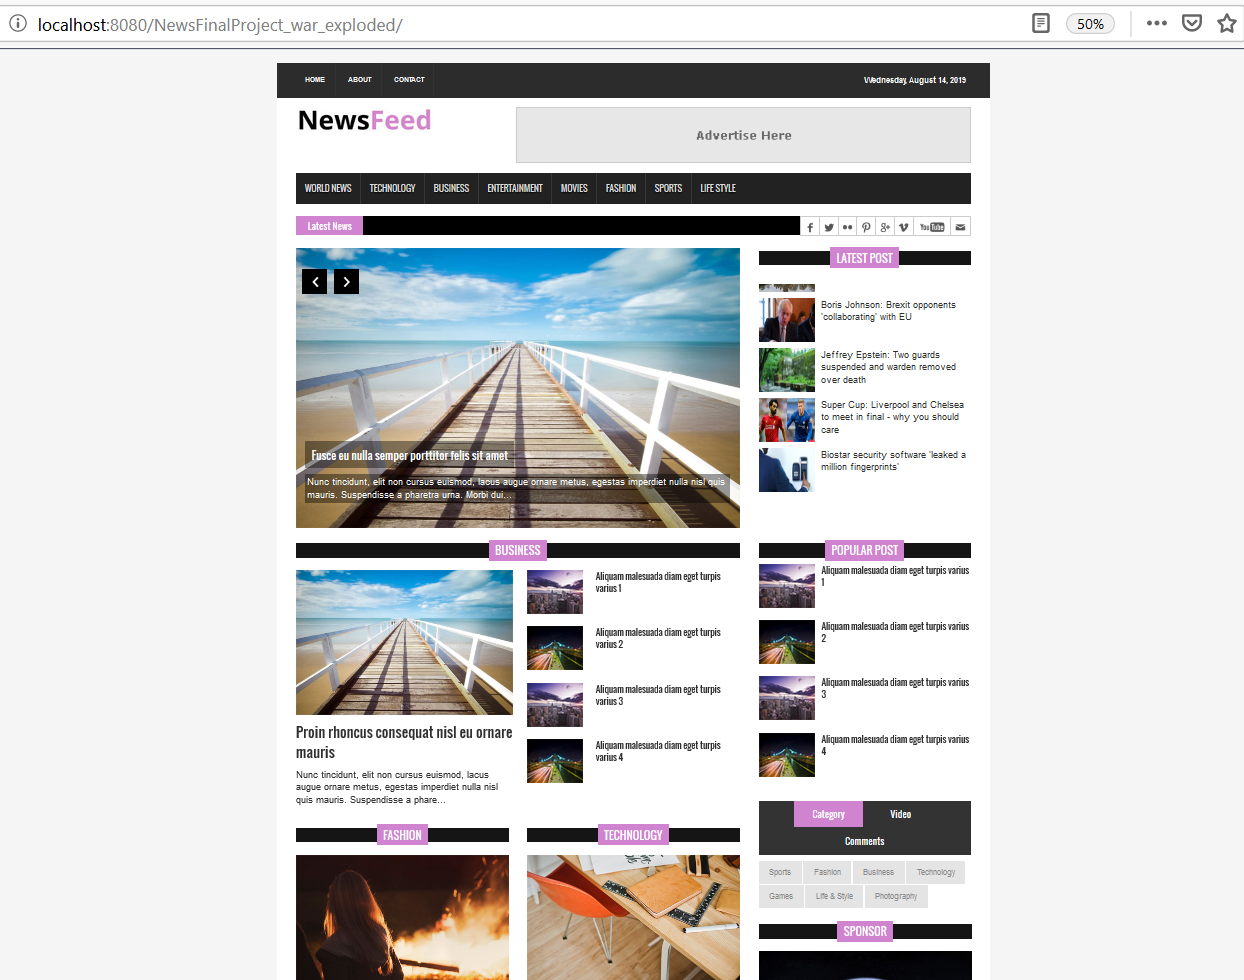 localhost:8080/NewsFinalProject_war_exploded/
50%
HOME ABOUT CONTACT
Wednesday, August 14, 2019
NewsFeed
Advertise Here
WORLD NEWS TECHNOLOGY BUSINESS ENTERTAINMENT MOVIES FASHION SPORTS LIFE STYLE
Latest News
You Tube
LATEST POST
Fusce eu nulla semper porttitor felis sit amet
Nunc tincidunt, elit non cursus euismod, lacus augue ornare metus, egestas imperdiet nulla nisl quis
mauris. Suspendisse a pharetra urna. Morbi dui...
Boris Johnson: Brexit opponents
'collaborating' with EU
Jeffrey Epstein: Two guards
suspended and warden removed
over death
Super Cup: Liverpool and Chelsea
to meet in final - why you should
care
Biostar security software 'leaked a
million fingerprints'
BUSINESS
Proin rhoncus consequat nisl eu ornare
mauris
Nunc tincidunt, elit non cursus euismod, lacus
augue ornare metus, egestas imperdiet nulla nisl
quis mauris. Suspendisse a phare...
Aliquam malesuada diam eget turpis
varius 1
Aliquam malesuada diam eget turpis
varius 2
Aliquam malesuada diam eget turpis
varius 3
Aliquam malesuada diam eget turpis
varius 4
POPULAR POST
Aliquam malesuada diam eget turpis varius
1
Aliquam malesuada diam eget turpis varius
2
Aliquam malesuada diam eget turpis varius
3
Aliquam malesuada diam eget turpis varius
4
Category Video
Comments
Sports Fashion Business Technology
Games Life & Style Photography
FASHION
TECHNOLOGY
SPONSOR